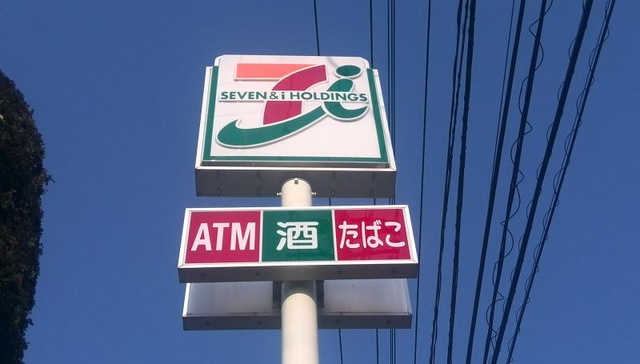 SEVEN & i HOLDINGS
ATM 酒 たばこ